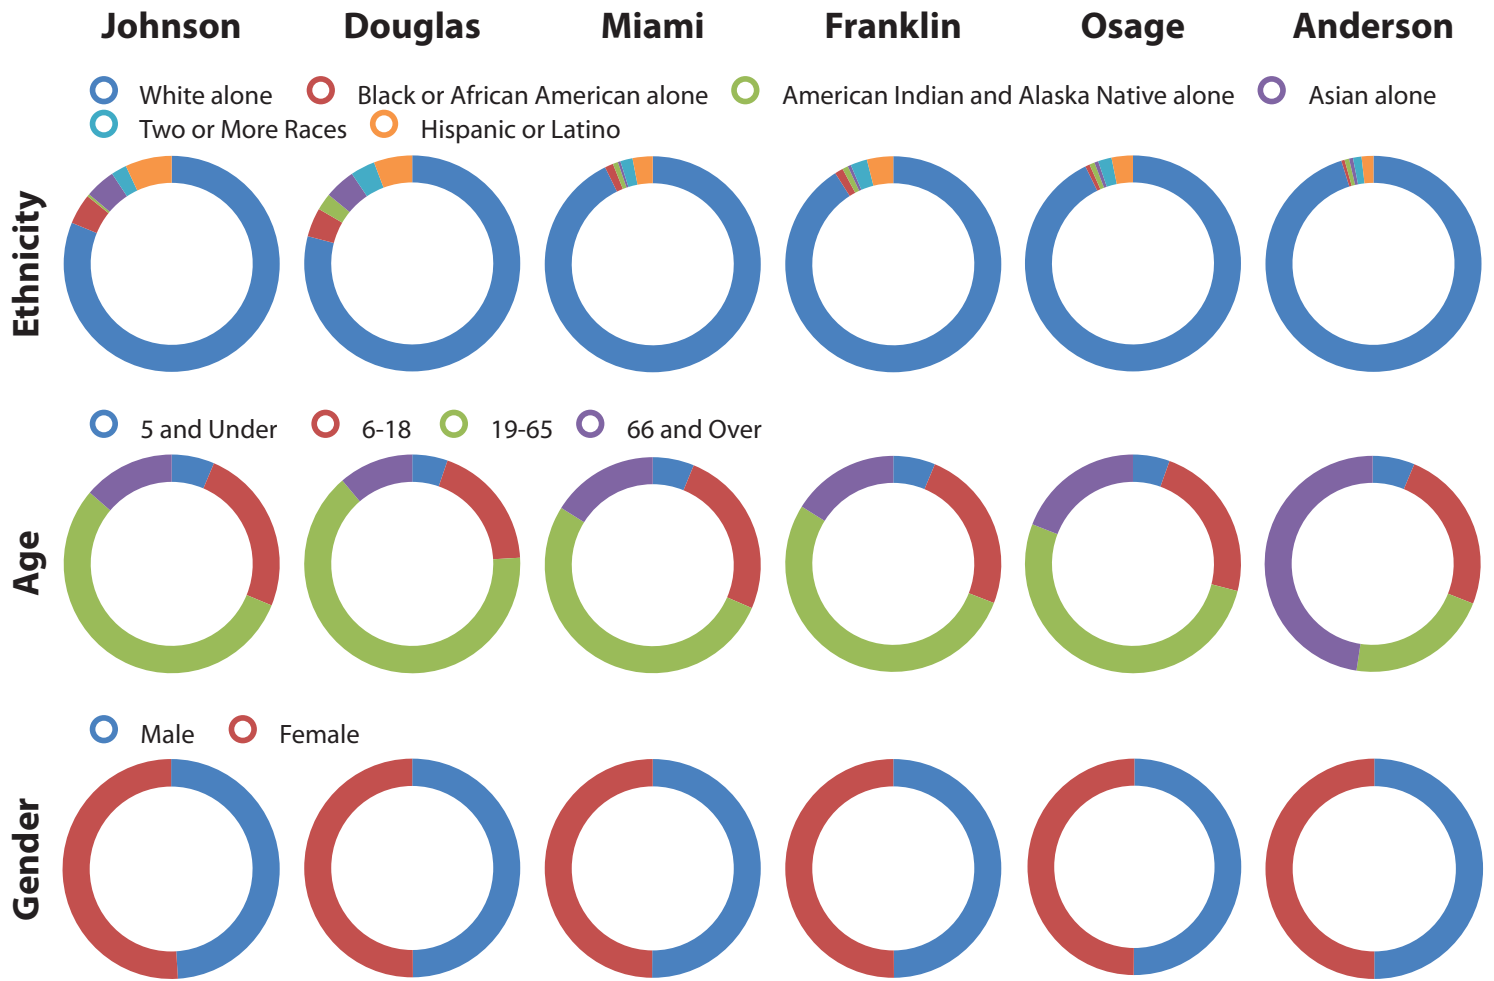 Johnson Douglas Miami Franklin Osage Anderson
White alone Black or African American alone American Indian and Alaska Native alone Asian alone
Two or More Races Hispanic or Latino
Ethnicity
5 and Under 6-18 19-65 66 and Over
Age
Male Female
Gender